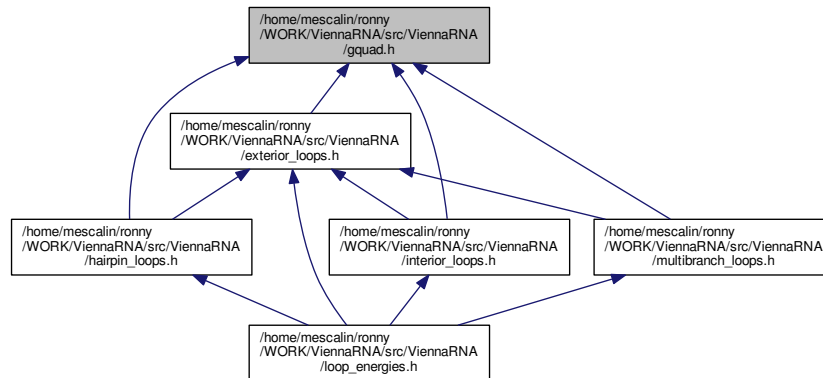 /home/mescalin/ronny
/WORK/ViennaRNA/src/ViennaRNA
/gquad.h
/home/mescalin/ronny
/WORK/ViennaRNA/src/ViennaRNA
/exterior_loops.h
/home/mescalin/ronny
/WORK/ViennaRNA/src/ViennaRNA
/hairpin_loops.h
/home/mescalin/ronny
/WORK/ViennaRNA/src/ViennaRNA
/interior_loops.h
/home/mescalin/ronny
/WORK/ViennaRNA/src/ViennaRNA
/multibranch_loops.h
/home/mescalin/ronny
/WORK/ViennaRNA/src/ViennaRNA
/loop_energies.h